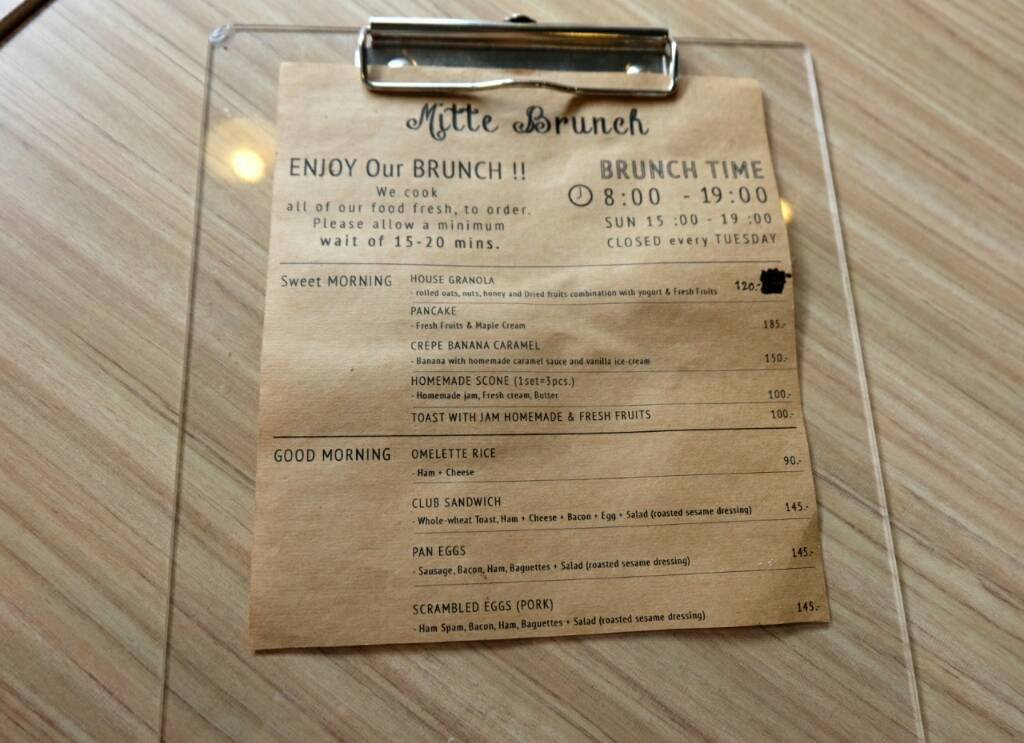 Mitte Brunch
ENJOY Our BRUNCH !!
We cook
all of our food fresh, to order.
Please allow a minimum
wait of 15-20 mins.
BRUNCH TIME
8:00 - 19:00
SUN 15 :00 - 19 :00
CLOSED every TUESDAY
Sweet MORNING
HOUSE GRANOLA
- rolled oats, nuts, honey and Dried fruits combination with yogurt & Fresh Fruits 120.-
PANCAKE
- Fresh Fruits & Maple Cream 185.-
CREPE BANANA CARAMEL
- Banana with homemade caramel sauce and vanilla ice-cream 150.-
HOMEMADE SCONE (1set=3pcs.)
- Homemade jam, Fresh cream, Butter 100.-
TOAST WITH JAM HOMEMADE & FRESH FRUITS 100.-
GOOD MORNING
OMELETTE RICE
- Ham + Cheese 90.-
CLUB SANDWICH
- Whole-wheat Toast, Ham + Cheese + Bacon + Egg + Salad (roasted sesame dressing) 145.-
PAN EGGS
- Sausage, Bacon, Ham, Baguettes + Salad (roasted sesame dressing) 145.-
SCRAMBLED EGGS (PORK)
- Ham Spam, Bacon, Ham, Baguettes + Salad (roasted sesame dressing) 145.-